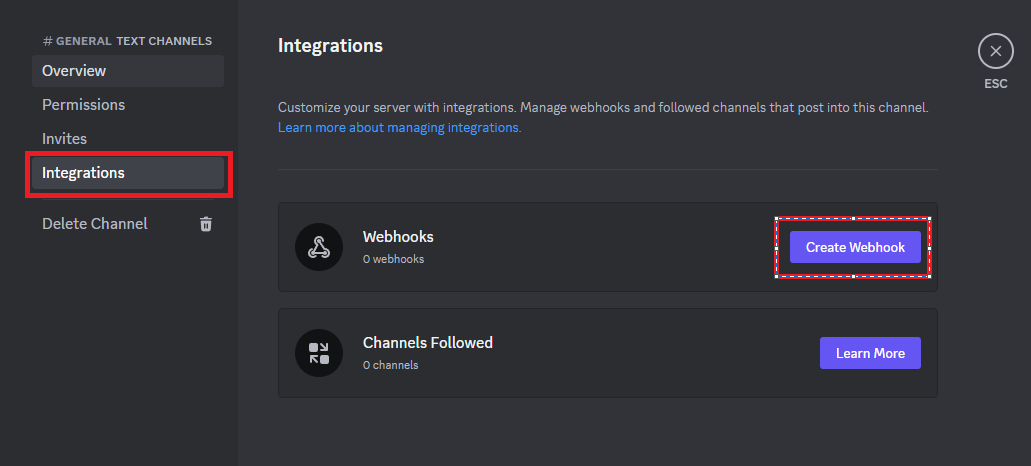 # GENERAL TEXT CHANNELS
Overview
Permissions
Invites
Integrations
Delete Channel
Integrations
ESC
Customize your server with integrations. Manage webhooks and followed channels that post into this channel.
Learn more about managing integrations.
Webhooks
0 webhooks
Create Webhook
Channels Followed
0 channels
Learn More